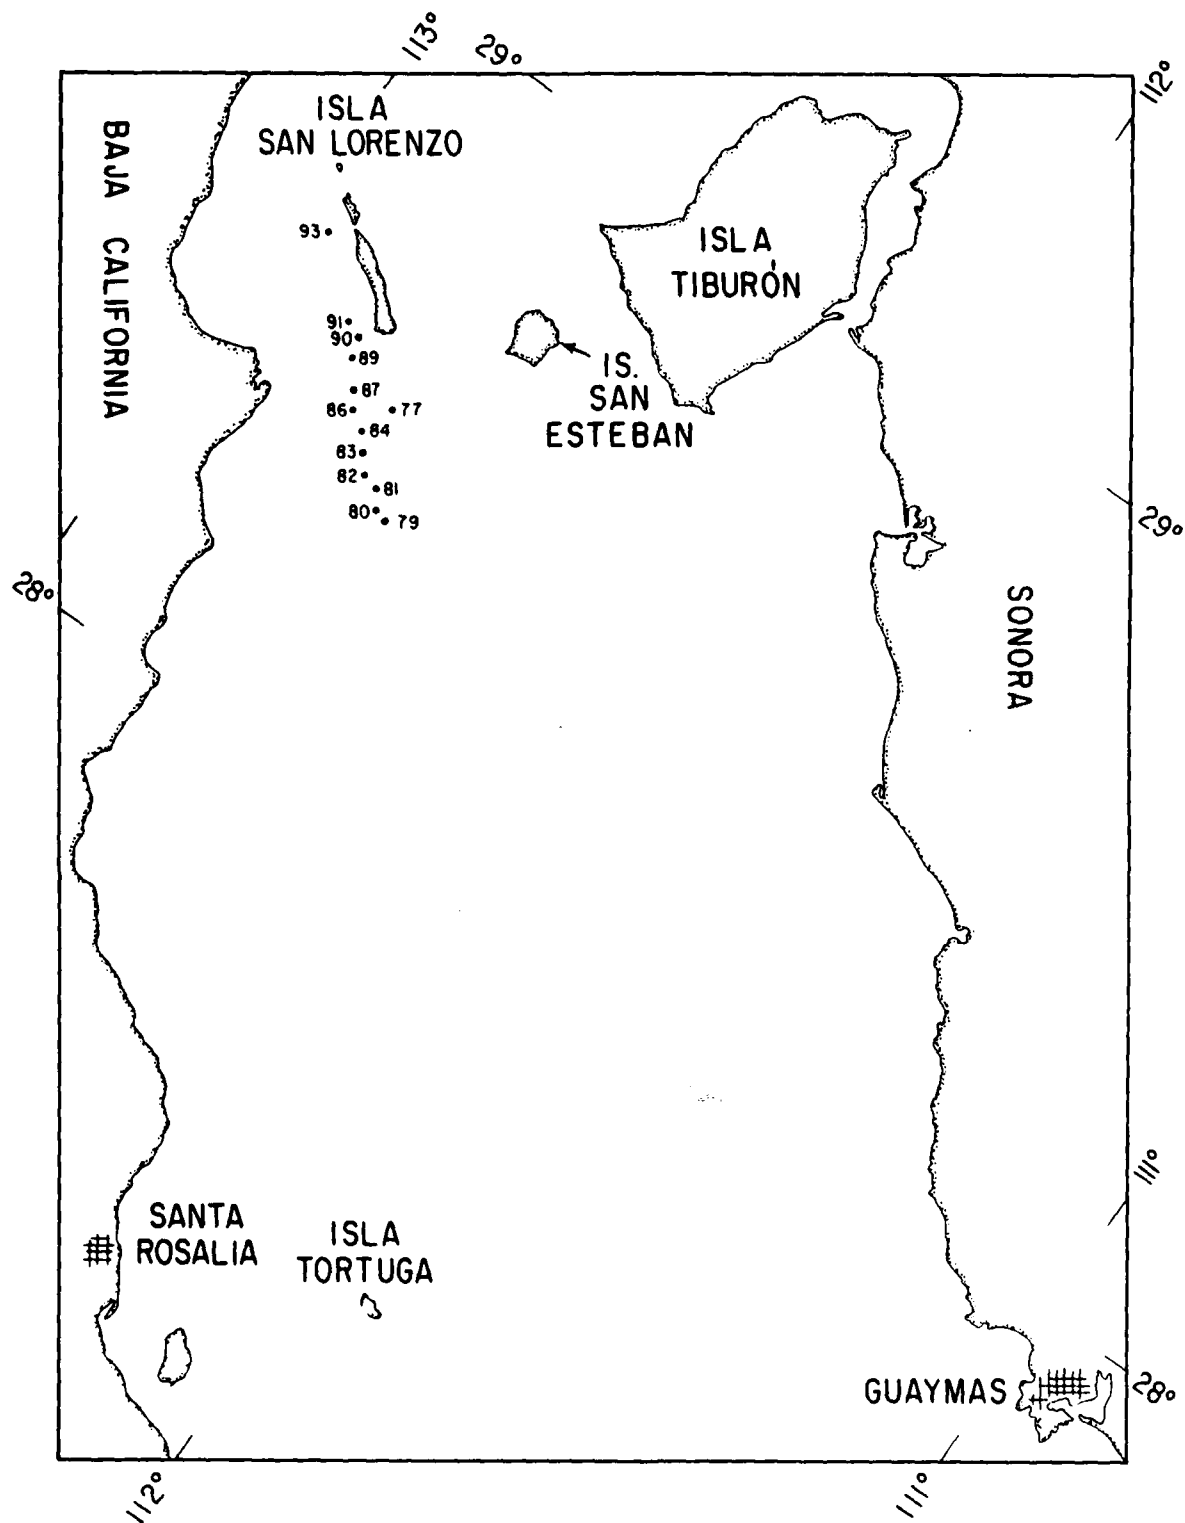 113°
29°
112°
ISLA
SAN LORENZO
BAJA CALIFORNIA
93
ISLA
TIBURÓN
91
90
89
IS.
SAN
ESTEBAN
87
86
77
84
83
82
81
80
79
29°
28°
SONORA
111°
SANTA
ROSALIA
ISLA
TORTUGA
GUAYMAS
28°
112°
111°